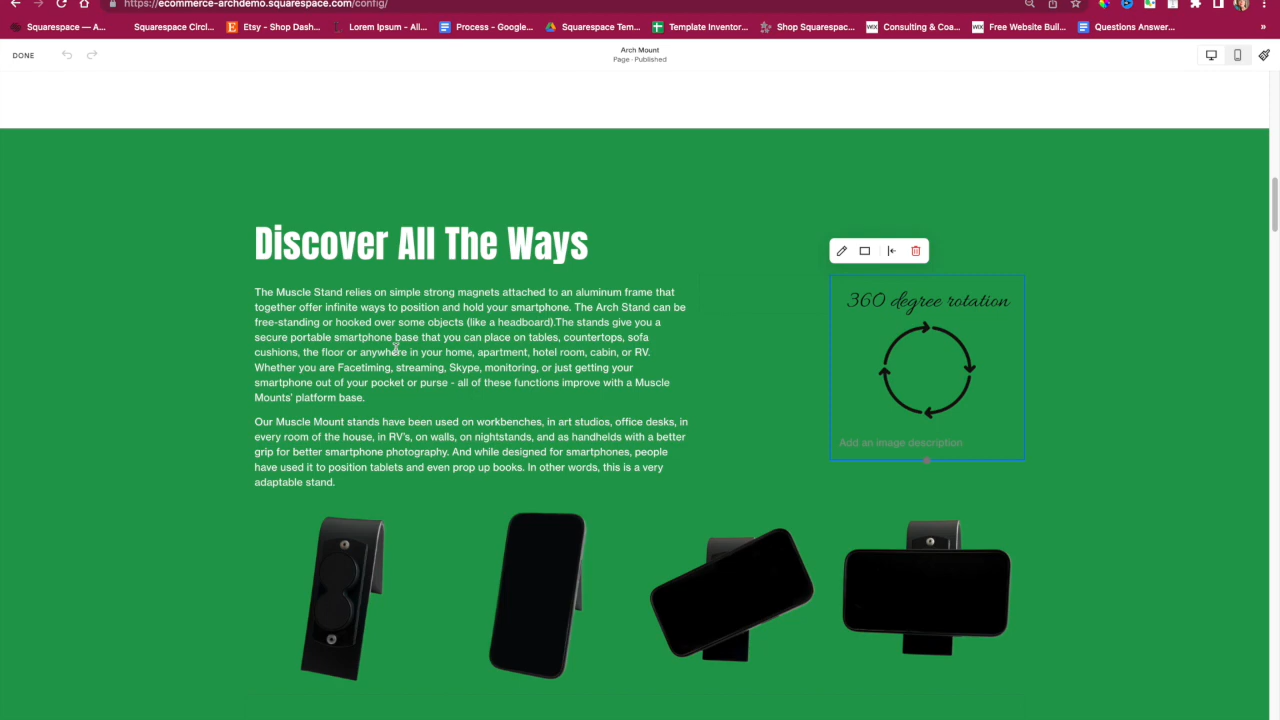 https://ecommerce-archdemo.squarespace.com/config/
Squarespace — A...
Squarespace Circl...
Etsy - Shop Dash...
Lorem Ipsum - All...
Process – Google...
Squarespace Tem...
Template Inventor...
Shop Squarespac...
Consulting & Coa...
Free Website Buil...
Questions Answer...
»
DONE
Arch Mount
Page · Published
Discover All The Ways
The Muscle Stand relies on simple strong magnets attached to an aluminum frame that
together offer infinite ways to position and hold your smartphone. The Arch Stand can be
free-standing or hooked over some objects (like a headboard).The stands give you a
secure portable smartphone base that you can place on tables, countertops, sofa
cushions, the floor or anywhere in your home, apartment, hotel room, cabin, or RV.
Whether you are Facetiming, streaming, Skype, monitoring, or just getting your
smartphone out of your pocket or purse - all of these functions improve with a Muscle
Mounts' platform base.
Our Muscle Mount stands have been used on workbenches, in art studios, office desks, in
every room of the house, in RV's, on walls, on nightstands, and as handhelds with a better
grip for better smartphone photography. And while designed for smartphones, people
have used it to position tablets and even prop up books. In other words, this is a very
adaptable stand.
360 degree rotation
Add an image description